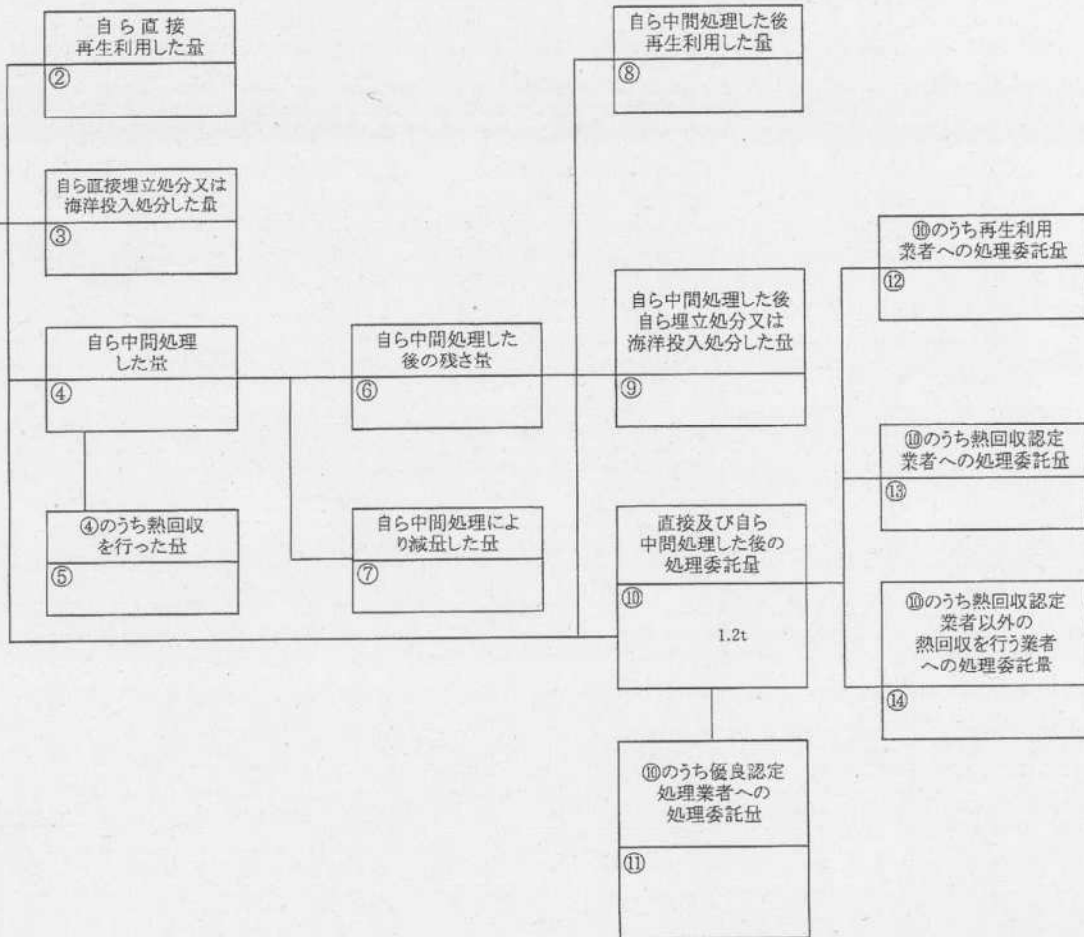 自ら直接
再生利用した量
②
自ら直接埋立処分又は
海洋投入処分した量
③
自ら中間処理
した量
④
④のうち熱回収
を行った量
⑤
自ら中間処理した
後の残さ量
⑥
自ら中間処理によ
り減量した量
⑦
自ら中間処理した後
再生利用した量
⑧
自ら中間処理した後
自ら埋立処分又は
海洋投入処分した量
⑨
直接及び自ら
中間処理した後の
処理委託量
⑩
1.2t
⑩のうち優良認定
処理業者への
処理委託量
⑪
⑩のうち再生利用
業者への処理委託量
⑫
⑩のうち熱回収認定
業者への処理委託量
⑬
⑩のうち熱回収認定
業者以外の
熱回収を行う業者
への処理委託量
⑭